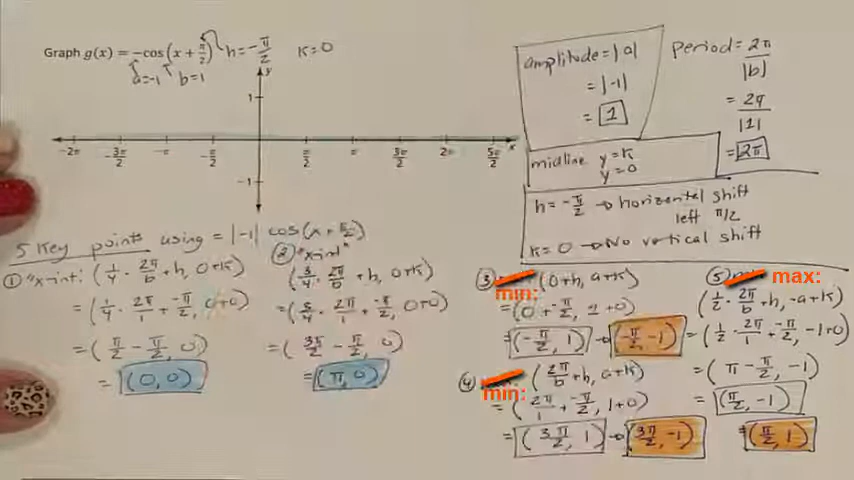 Graph g(x) = -cos(x + π/2) h = -π/2 K=0
a=-1 b=1
y
1
-2π -3π/2 -π -π/2 π/2 π 3π/2 2π 5π/2 x
-1
amplitude = |a|
= |-1|
= 1
Period = 2π/|b|
= 2π/|1|
= 2π
midline y=K
y=0
h = -π/2 → horizontal shift
left π/2
K=0 → No vertical shift
5 Key points using = |-1| cos(x + π/2)
① "x-int: (1/4 · 2π/b + h, 0+K)
= (1/4 · 2π/1 + -π/2, 0+0)
= (π/2 - π/2, 0)
= (0, 0)
② "x-int"
(3/4 · 2π/b + h, 0+K)
= (3/4 · 2π/1 + -π/2, 0+0)
= (3π/2 - π/2, 0)
= (π, 0)
③ min: (0+h, a+K)
= (0 + -π/2, 1+0)
= (-π/2, 1) → (-π/2, -1)
④ min: (2π/b + h, a+K)
= (2π/1 + -π/2, 1+0)
= (3π/2, 1) → (3π/2, -1)
⑤ max:
(1/2 · 2π/b + h, -a+K)
= (1/2 · 2π/1 + -π/2, -1+0)
= (π - π/2, -1)
= (π/2, -1)
= (π/2, 1)